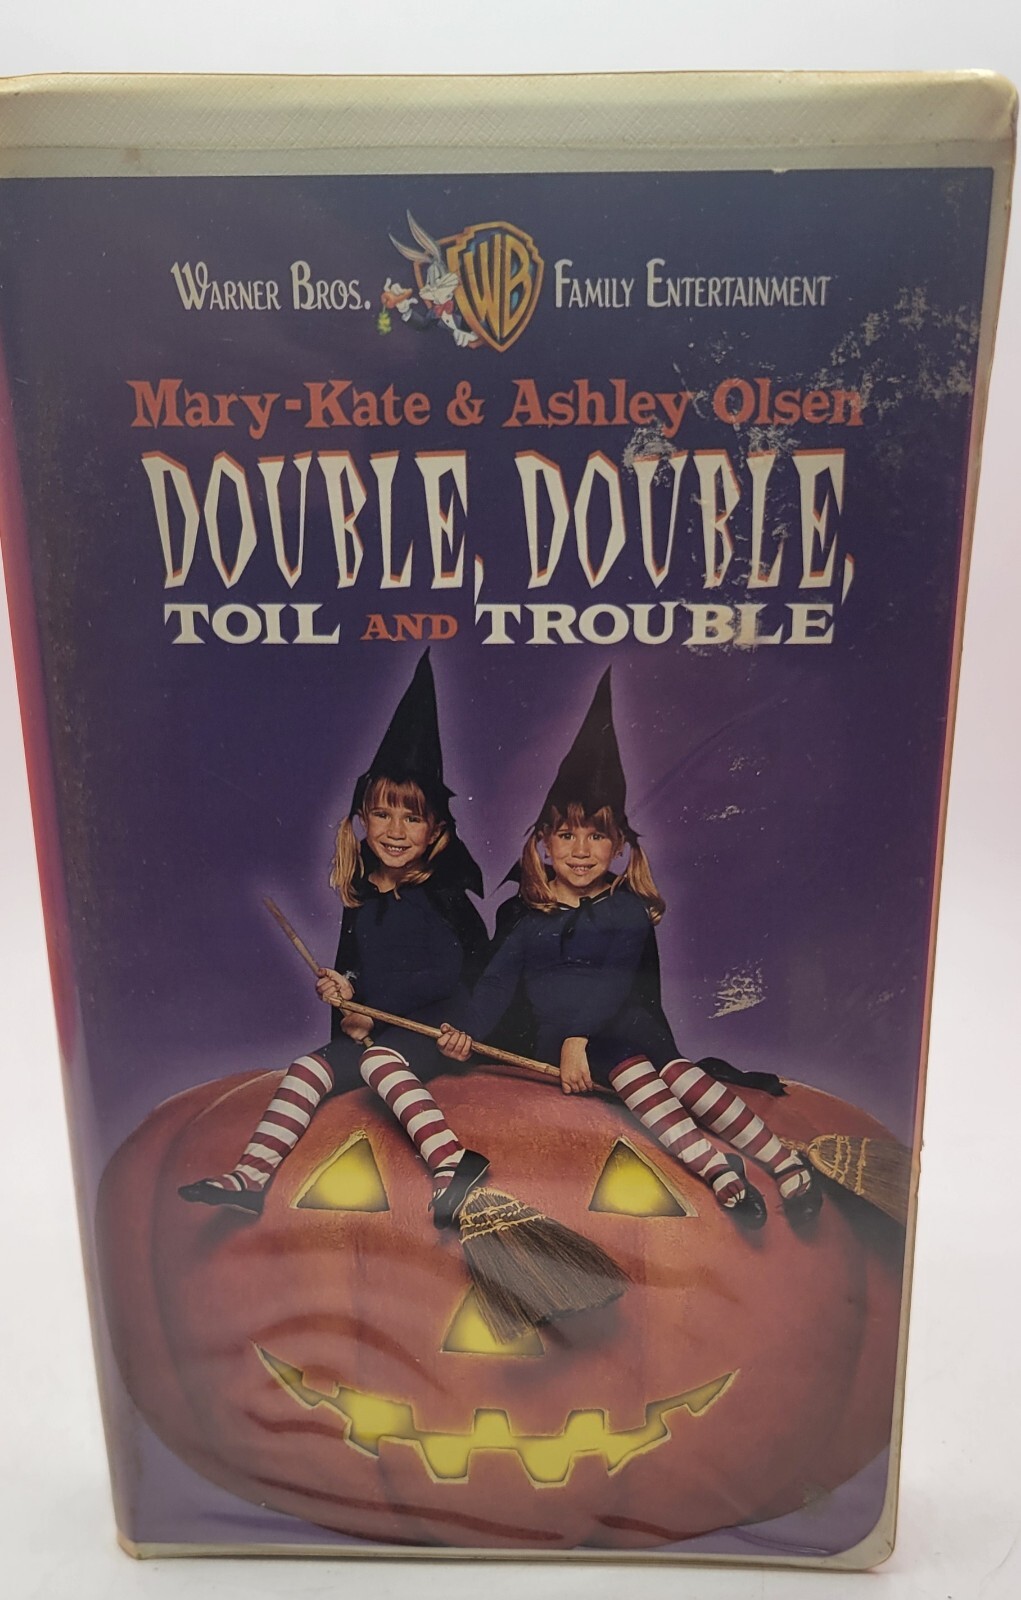 WARNER BROS. WB FAMILY ENTERTAINMENT
Mary-Kate & Ashley Olsen
DOUBLE, DOUBLE,
TOIL AND TROUBLE